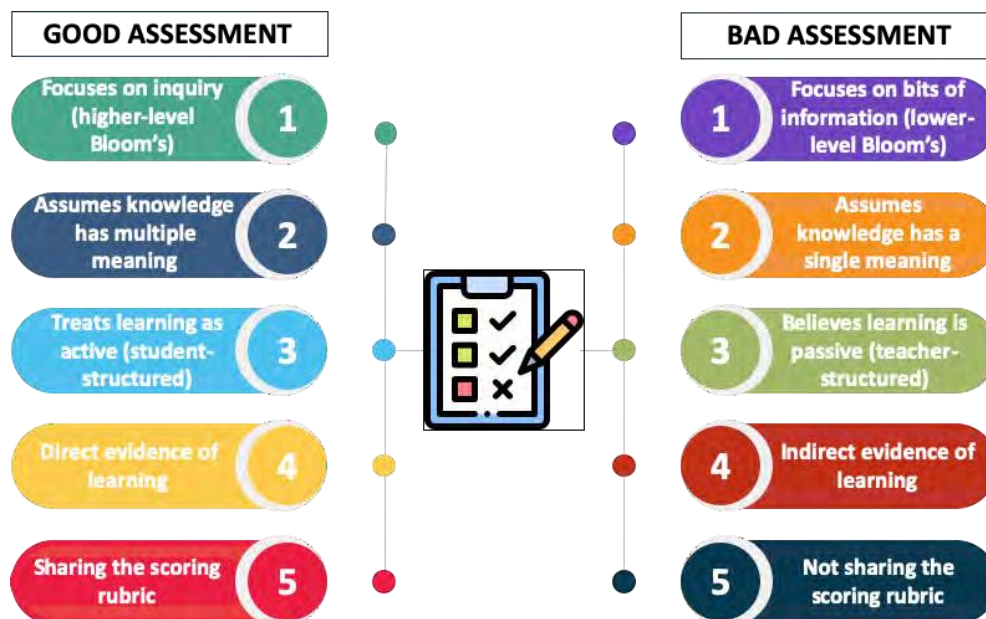 GOOD ASSESSMENT
Focuses on inquiry
(higher-level
Bloom's)
1
Assumes knowledge
has multiple
meaning
2
Treats learning as
active (student-
structured)
3
Direct evidence of
learning
4
Sharing the scoring
rubric
5
BAD ASSESSMENT
1
Focuses on bits of
information (lower-
level Bloom's)
2
Assumes
knowledge has a
single meaning
3
Believes learning is
passive (teacher-
structured)
4
Indirect evidence of
learning
5
Not sharing the
scoring rubric